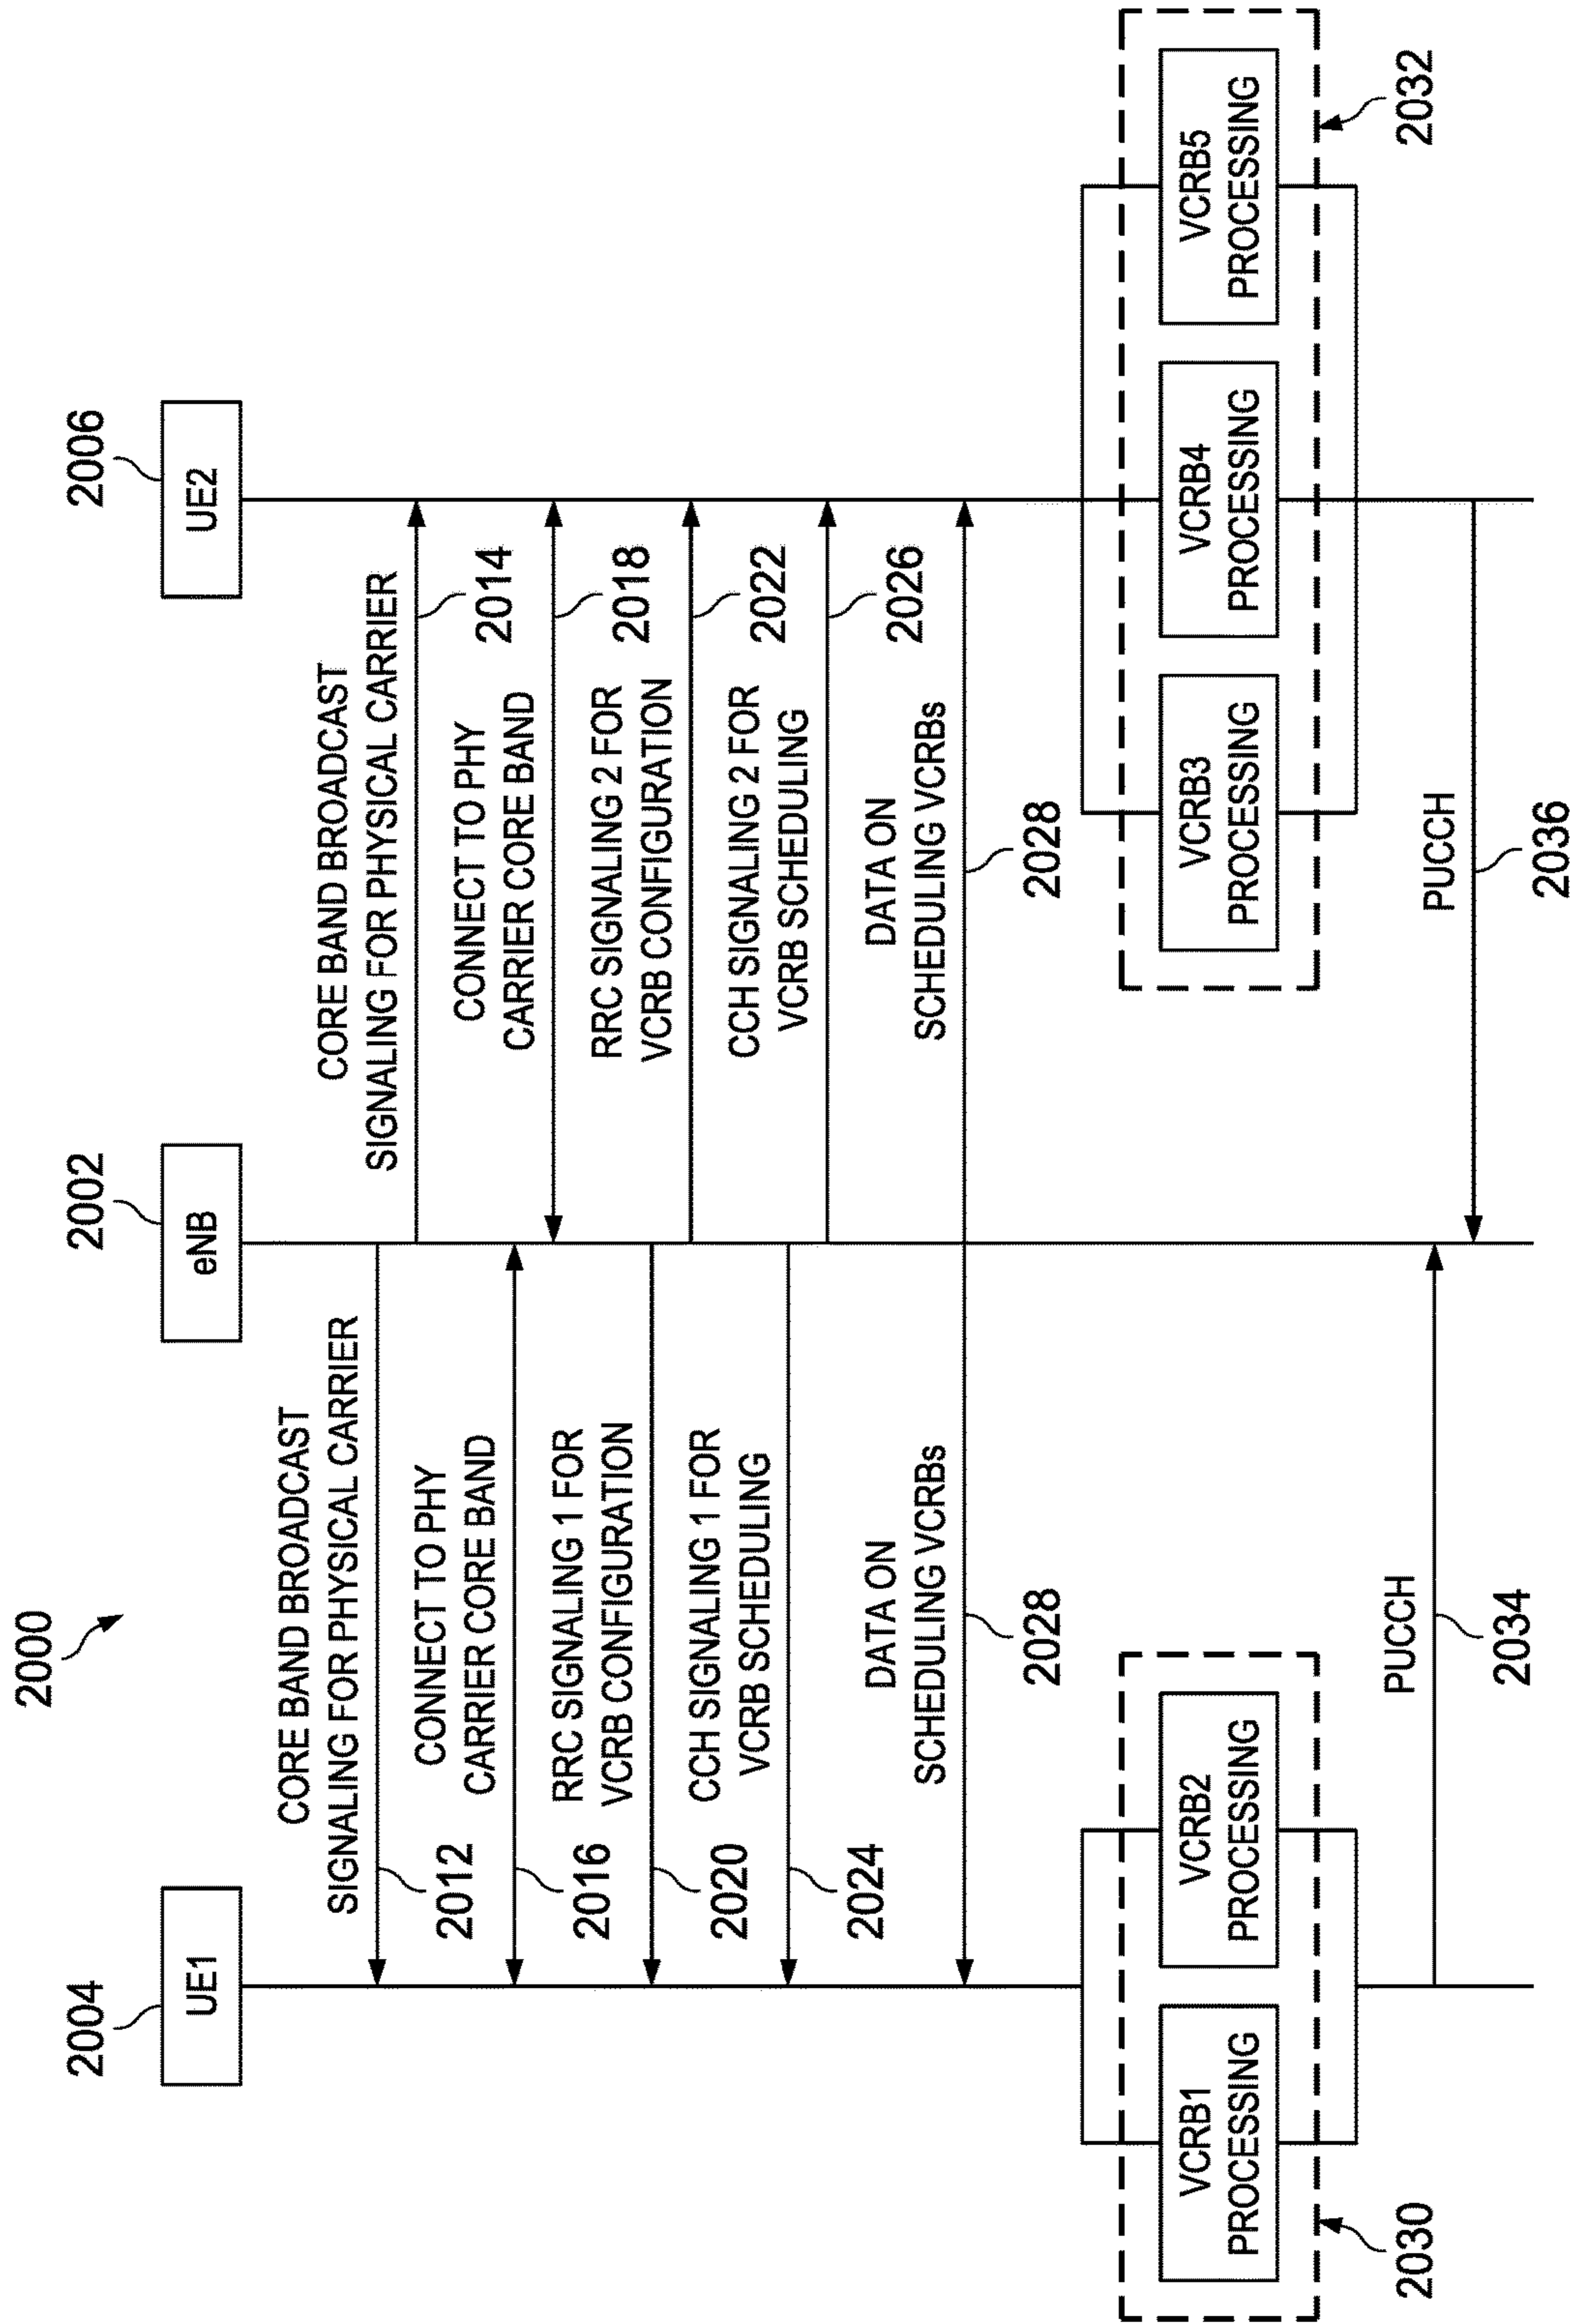 2000
2004
2002
2006
UE1
eNB
UE2
CORE BAND BROADCAST
SIGNALING FOR PHYSICAL CARRIER
2012
CORE BAND BROADCAST
SIGNALING FOR PHYSICAL CARRIER
2014
CONNECT TO PHY
CARRIER CORE BAND
2016
CONNECT TO PHY
CARRIER CORE BAND
2018
RRC SIGNALING 1 FOR
VCRB CONFIGURATION
2020
RRC SIGNALING 2 FOR
VCRB CONFIGURATION
2022
CCH SIGNALING 1 FOR
VCRB SCHEDULING
2024
CCH SIGNALING 2 FOR
VCRB SCHEDULING
2026
DATA ON
SCHEDULING VCRBs
2028
DATA ON
SCHEDULING VCRBs
2028
VCRB1
PROCESSING
VCRB2
PROCESSING
2030
VCRB3
PROCESSING
VCRB4
PROCESSING
VCRB5
PROCESSING
2032
PUCCH
2034
PUCCH
2036